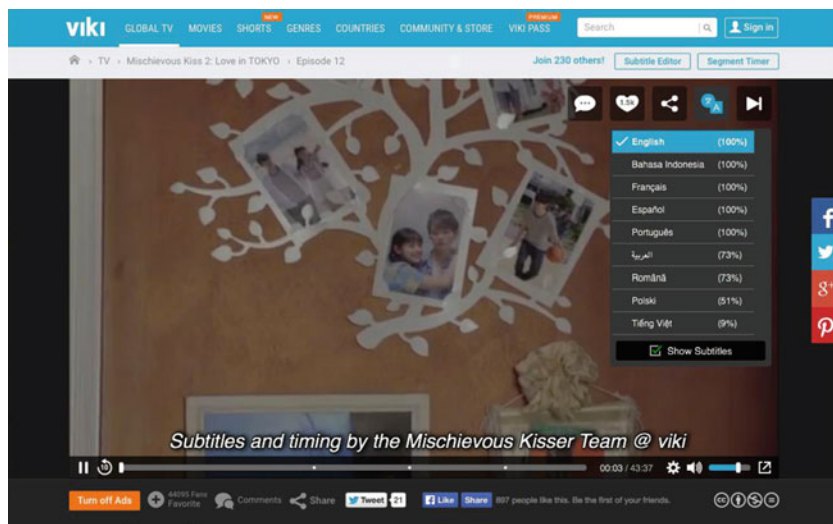 VIKI
GLOBAL TV MOVIES SHORTS NEW GENRES COUNTRIES COMMUNITY & STORE VIKI PASS PREMIUM Search Sign in
TV › Mischievous Kiss 2: Love in TOKYO › Episode 12 Join 230 others! Subtitle Editor Segment Timer
1.5k
English (100%)
Bahasa Indonesia (100%)
Français (100%)
Español (100%)
Português (100%)
العربية (73%)
Română (73%)
Polski (51%)
Tiếng Việt (9%)
Show Subtitles
Subtitles and timing by the Mischievous Kisser Team @ viki
10 00:03 / 43:37
Turn off Ads 44095 Fans Favorite Comments Share Tweet 21 Like Share 897 people like this. Be the first of your friends.